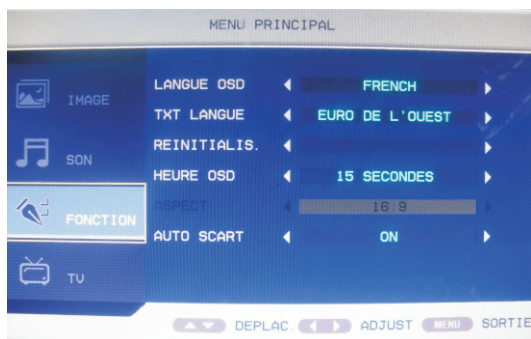 MENU PRINCIPAL
IMAGE
SON
FONCTION
TV
LANGUE OSD FRENCH
TXT LANGUE EURO DE L'OUEST
REINITIALIS.
HEURE OSD 15 SECONDES
ASPECT 16:9
AUTO SCART ON
DEPLAC. ADJUST MENU SORTIE